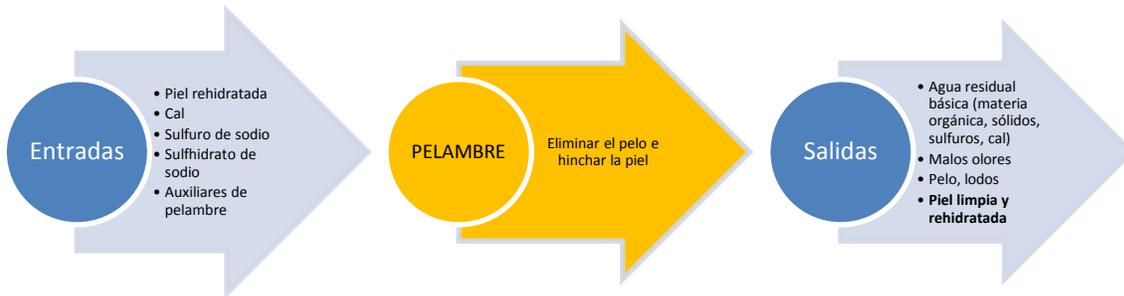 Entradas
• Piel rehidratada
• Cal
• Sulfuro de sodio
• Sulfhidrato de
sodio
• Auxiliares de
pelambre
PELAMBRE
Eliminar el pelo e
hinchar la piel
Salidas
• Agua residual
básica (materia
orgánica, sólidos,
sulfuros, cal)
• Malos olores
• Pelo, lodos
• Piel limpia y
rehidratada